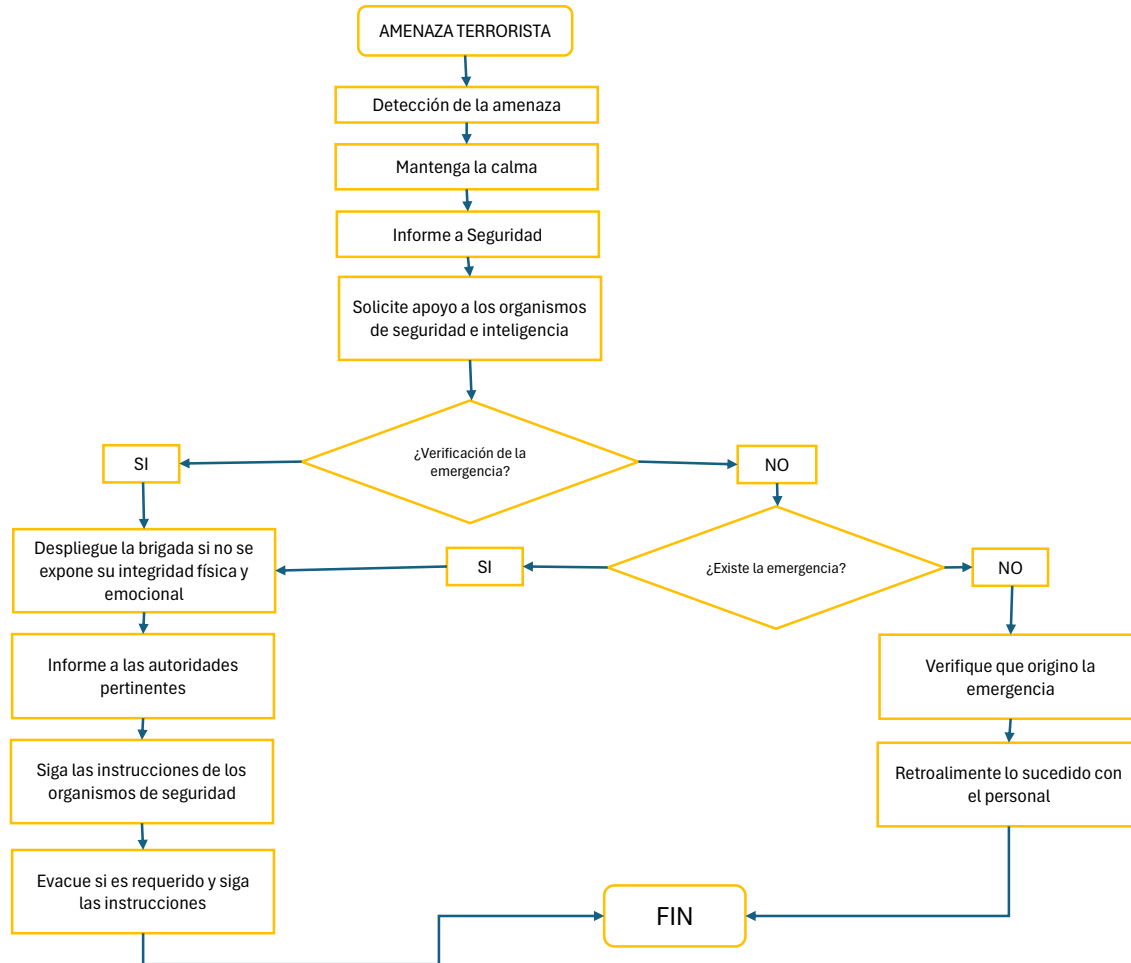 AMENAZA TERRORISTA
Detección de la amenaza
Mantenga la calma
Informe a Seguridad
Solicite apoyo a los organismos
de seguridad e inteligencia
¿Verificación de la
emergencia?
SI
NO
Despliegue la brigada si no se
expone su integridad física y
emocional
SI
¿Existe la emergencia?
NO
Informe a las autoridades
pertinentes
Verifique que origino la
emergencia
Siga las instrucciones de los
organismos de seguridad
Retroalimente lo sucedido con
el personal
Evacue si es requerido y siga
las instrucciones
FIN